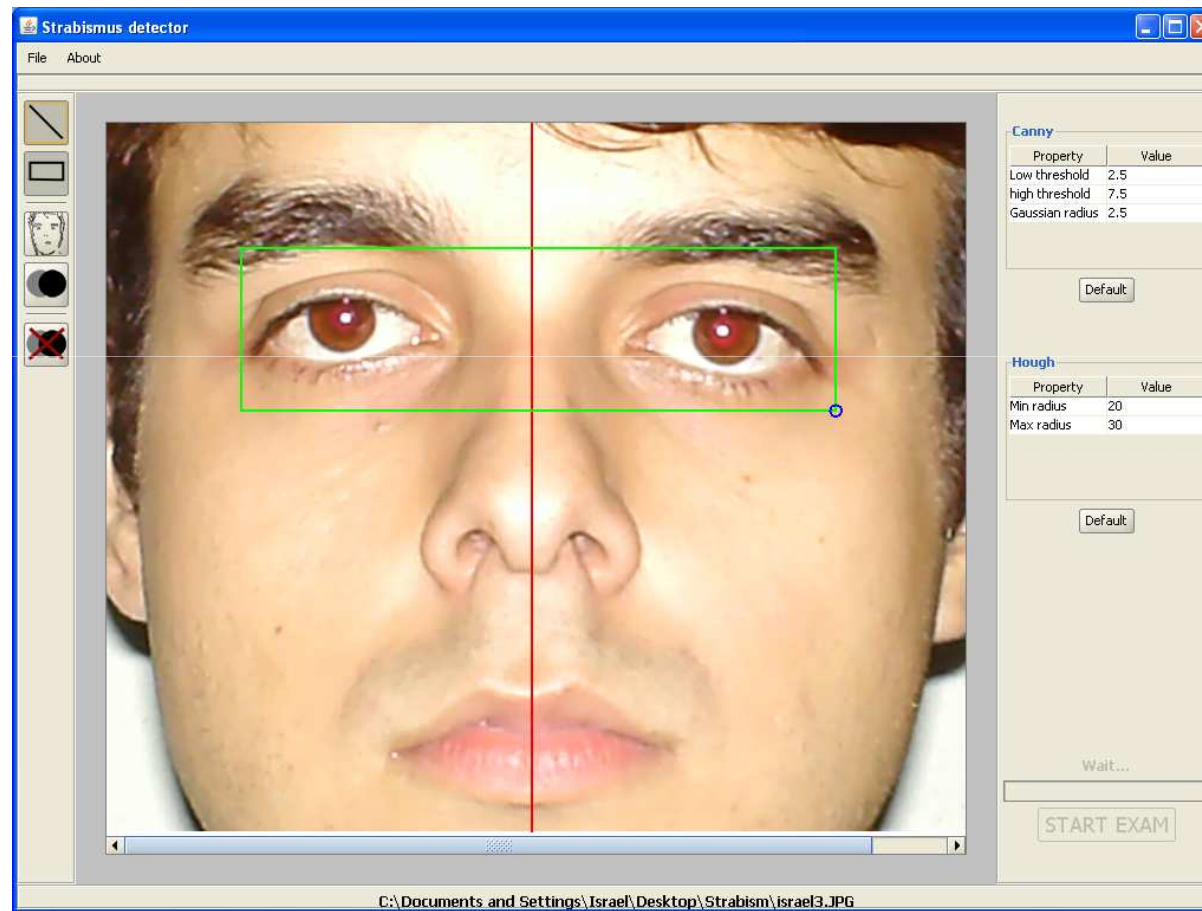 Strabismus detector
File About
Canny
Property Value
Low threshold 2.5
high threshold 7.5
Gaussian radius 2.5
Default
Hough
Property Value
Min radius 20
Max radius 30
Default
Wait...
START EXAM
C:\Documents and Settings\Israel\Desktop\Strabism\israel3.JPG